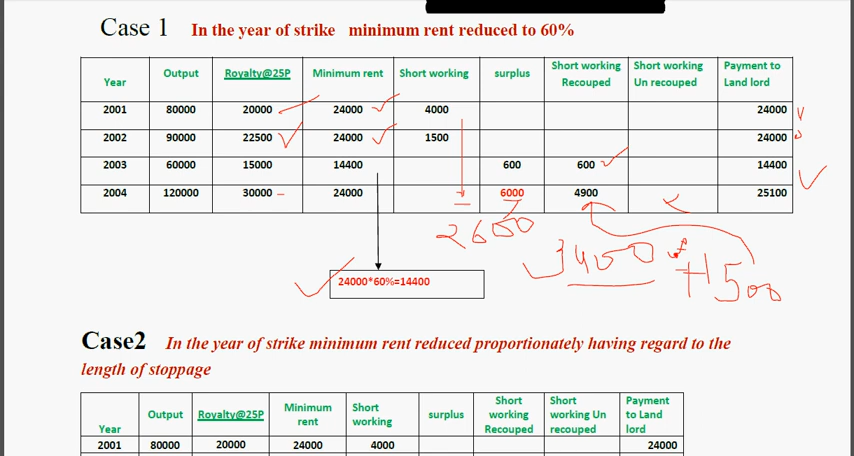 Case 1 In the year of strike minimum rent reduced to 60%
Year Output Royalty@25P Minimum rent Short working surplus Short working Recouped Short working Un recouped Payment to Land lord
2001 80000 20000 24000 4000 24000
2002 90000 22500 24000 1500 24000
2003 60000 15000 14400 600 600 14400
2004 120000 30000 24000 6000 4900 25100
2600
3400 +1500
24000*60%=14400
Case2 In the year of strike minimum rent reduced proportionately having regard to the
length of stoppage
Year Output Royalty@25P Minimum rent Short working surplus Short working Recouped Short working Un recouped Payment to Land lord
2001 80000 20000 24000 4000 24000